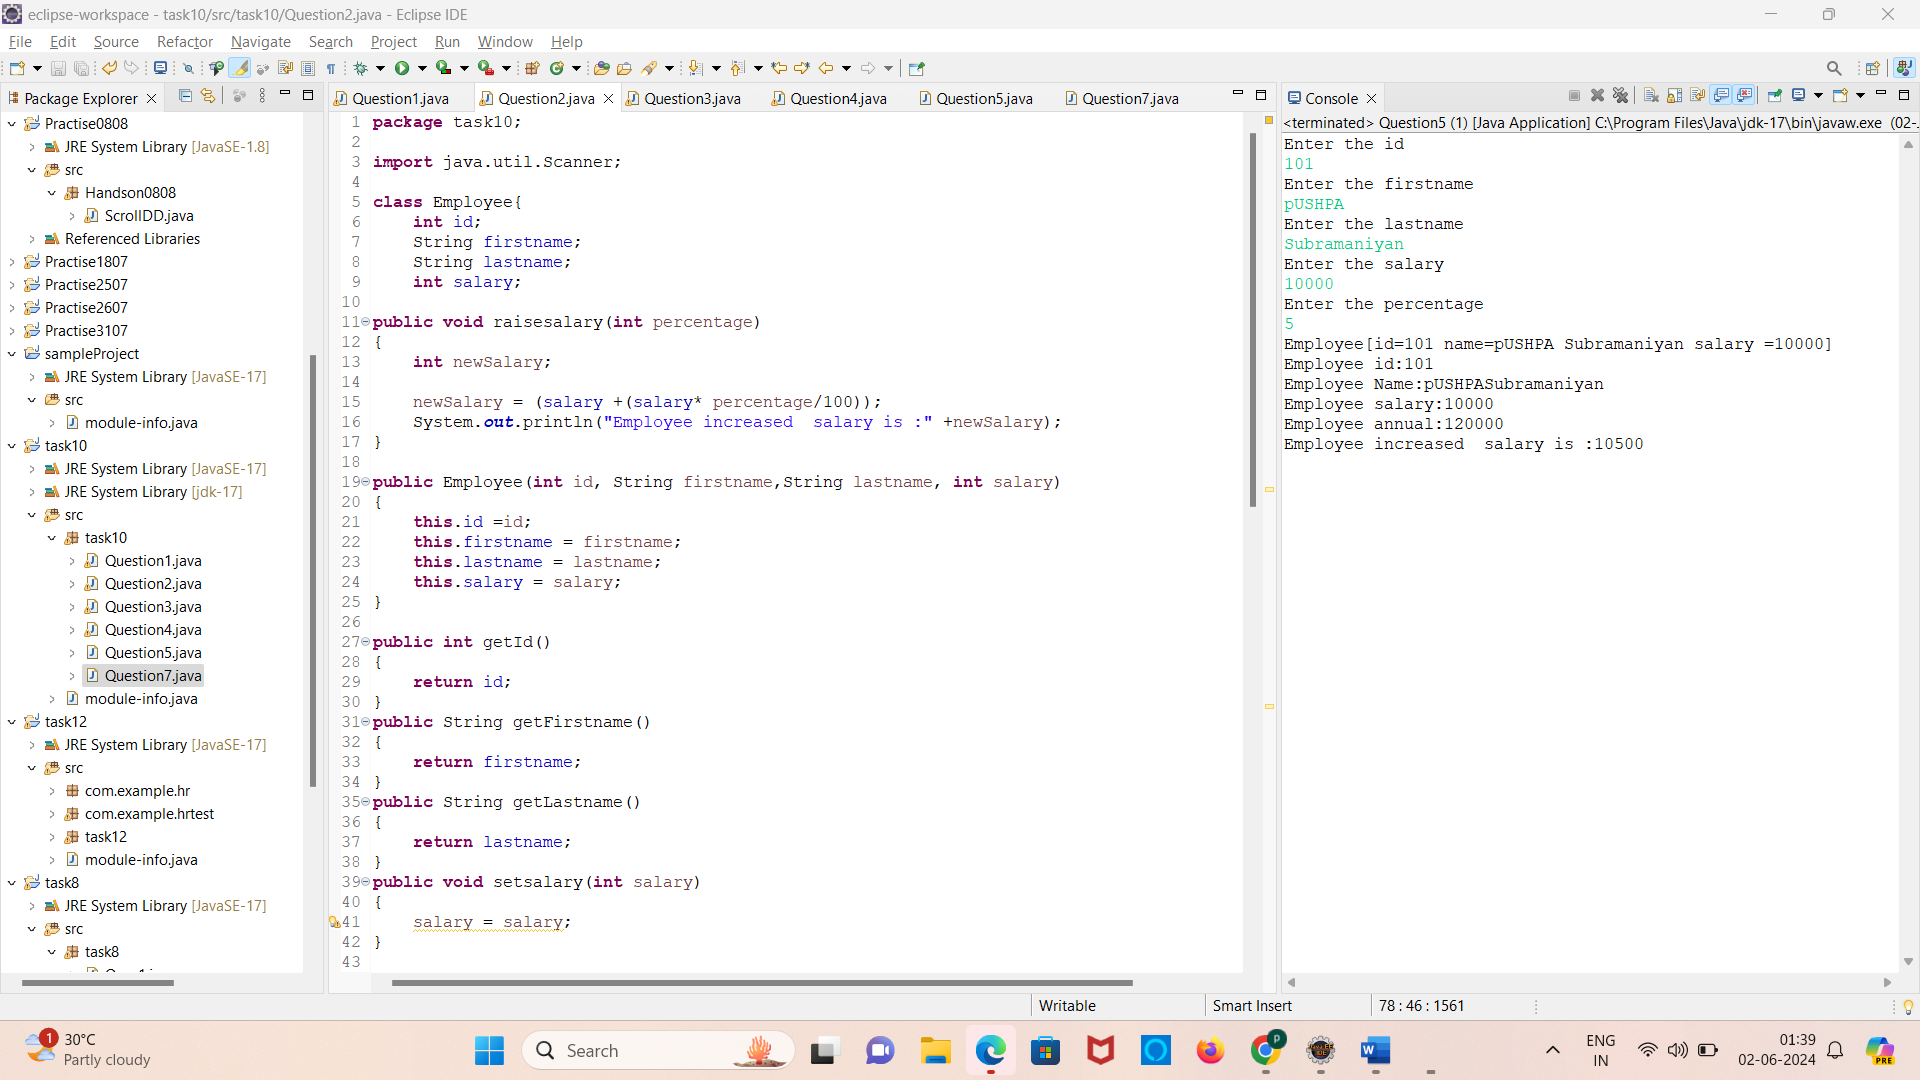 eclipse-workspace - task10/src/task10/Question2.java - Eclipse IDE
File Edit Source Refactor Navigate Search Project Run Window Help
Package Explorer
Practise0808
JRE System Library [JavaSE-1.8]
src
Handson0808
ScrollDD.java
Referenced Libraries
Practise1807
Practise2507
Practise2607
Practise3107
sampleProject
JRE System Library [JavaSE-17]
src
module-info.java
task10
JRE System Library [JavaSE-17]
JRE System Library [jdk-17]
src
task10
Question1.java
Question2.java
Question3.java
Question4.java
Question5.java
Question7.java
module-info.java
task12
JRE System Library [JavaSE-17]
src
com.example.hr
com.example.hrtest
task12
module-info.java
task8
JRE System Library [JavaSE-17]
src
task8
Question1.java Question2.java Question3.java Question4.java Question5.java Question7.java
1 package task10;
2
3 import java.util.Scanner;
4
5 class Employee{
6 int id;
7 String firstname;
8 String lastname;
9 int salary;
10
11 public void raisesalary(int percentage)
12 {
13 int newSalary;
14
15 newSalary = (salary +(salary* percentage/100));
16 System.out.println("Employee increased  salary is :" +newSalary);
17 }
18
19 public Employee(int id, String firstname,String lastname, int salary)
20 {
21 this.id =id;
22 this.firstname = firstname;
23 this.lastname = lastname;
24 this.salary = salary;
25 }
26
27 public int getId()
28 {
29 return id;
30 }
31 public String getFirstname()
32 {
33 return firstname;
34 }
35 public String getLastname()
36 {
37 return lastname;
38 }
39 public void setsalary(int salary)
40 {
41 salary = salary;
42 }
43
Console
<terminated> Question5 (1) [Java Application] C:\Program Files\Java\jdk-17\bin\javaw.exe (02-
Enter the id
101
Enter the firstname
pUSHPA
Enter the lastname
Subramaniyan
Enter the salary
10000
Enter the percentage
5
Employee[id=101 name=pUSHPA Subramaniyan salary =10000]
Employee id:101
Employee Name:pUSHPASubramaniyan
Employee salary:10000
Employee annual:120000
Employee increased  salary is :10500
Writable Smart Insert 78 : 46 : 1561
1
30°C
Partly cloudy
Search
P
W
PRE
ENG
IN
01:39
02-06-2024